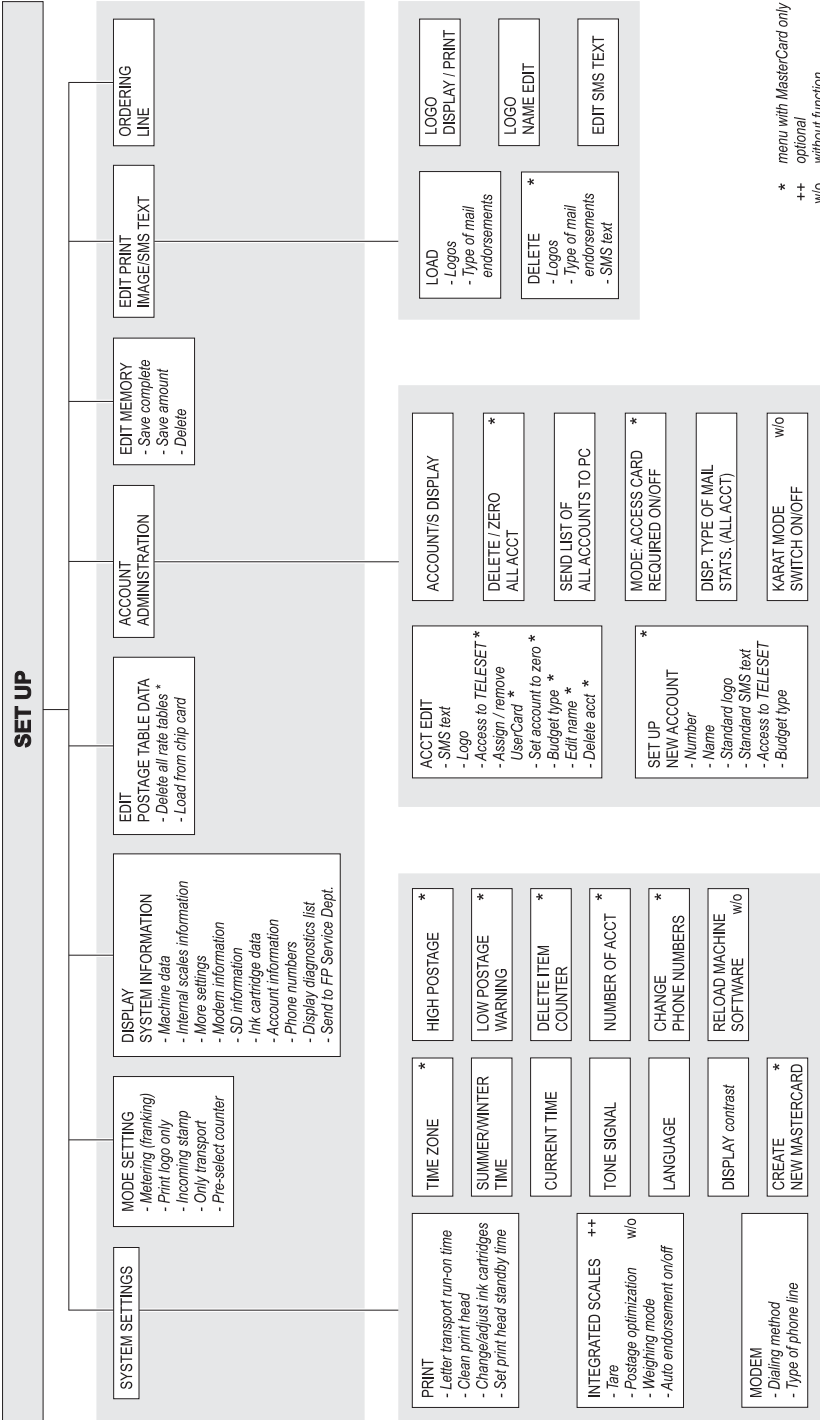 SET UP
SYSTEM SETTINGS
MODE SETTING
- Metering (franking)
- Print logo only
- Incoming stamp
- Only transport
- Pre-select counter
DISPLAY
SYSTEM INFORMATION
- Machine data
- Internal scales information
- More settings
- Modem information
- SD information
- Ink cartridge data
- Account information
- Phone numbers
- Display diagnostics list
- Send to FP Service Dept.
EDIT
POSTAGE TABLE DATA
- Delete all rate tables *
- Load from chip card
ACCOUNT
ADMINISTRATION
EDIT MEMORY
- Save complete
- Save amount
- Delete
EDIT PRINT
IMAGE/SMS TEXT
ORDERING
LINE
PRINT
- Letter transport run-on time
- Clean print head
- Change/adjust ink cartridges
- Set print head standby time
INTEGRATED SCALES ++
- Tare
- Postage optimization w/o
- Weighing mode
- Auto endorsement on/off
MODEM
- Dialing method
- Type of phone line
TIME ZONE *
SUMMER/WINTER
TIME
CURRENT TIME
TONE SIGNAL
LANGUAGE
DISPLAY contrast
CREATE *
NEW MASTERCARD
HIGH POSTAGE *
LOW POSTAGE *
WARNING
DELETE ITEM *
COUNTER
NUMBER OF ACCT *
CHANGE *
PHONE NUMBERS
RELOAD MACHINE
SOFTWARE w/o
ACCT EDIT
- SMS text
- Logo
- Access to TELESET *
- Assign / remove
UserCard *
- Set account to zero *
- Budget type *
- Edit name *
- Delete acct *
SET UP *
NEW ACCOUNT
- Number
- Name
- Standard logo
- Standard SMS text
- Access to TELESET
- Budget type
ACCOUNT/S DISPLAY
DELETE / ZERO *
ALL ACCT
SEND LIST OF
ALL ACCOUNTS TO PC
MODE: ACCESS CARD *
REQUIRED ON/OFF
DISP. TYPE OF MAIL
STATS. (ALL ACCT)
KARAT MODE w/o
SWITCH ON/OFF
LOAD
- Logos
- Type of mail
endorsements
DELETE *
- Logos
- Type of mail
endorsements
- SMS text
LOGO
DISPLAY / PRINT
LOGO
NAME EDIT
EDIT SMS TEXT
* menu with MasterCard only
++ optional
w/o without function